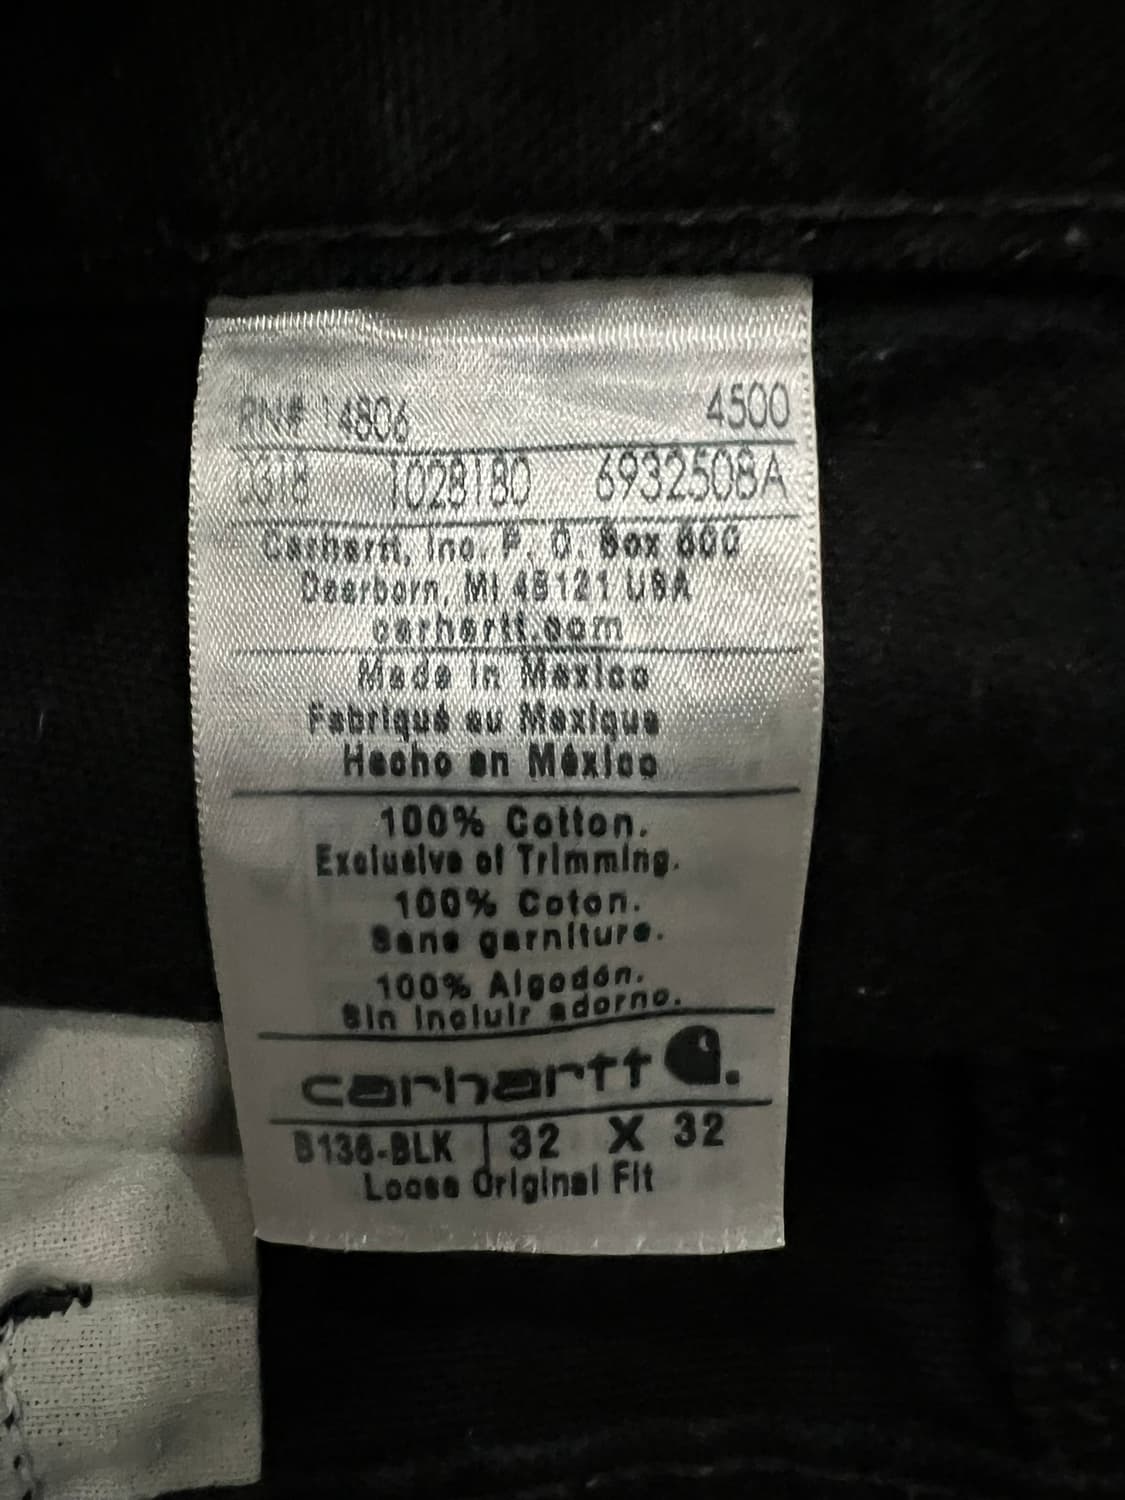 RN# 14806 4500
0318 1028180 6932508A
Carhartt, Inc. P. O. Box 600
Dearborn, MI 48121 USA
carhartt.com
Made in Mexico
Fabriqué au Mexique
Hecho en México
100% Cotton.
Exclusive of Trimming.
100% Coton.
Sans garniture.
100% Algodón.
Sin incluir adorno.
carhartt.
B136-BLK 32 X 32
Loose Original Fit